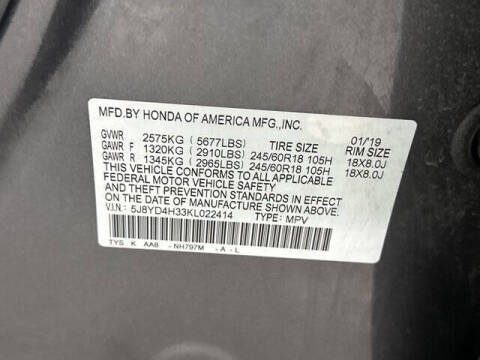 MFD.BY HONDA OF AMERICA MFG.,INC.
GVWR 2575KG ( 5677LBS) TIRE SIZE 01/'19 RIM SIZE
GAWR F 1320KG ( 2910LBS) 245/60R18 105H 18X8.0J
GAWR R 1345KG ( 2965LBS) 245/60R18 105H 18X8.0J
THIS VEHICLE CONFORMS TO ALL APPLICABLE
FEDERAL MOTOR VEHICLE SAFETY
AND THEFT PREVENTION STANDARDS IN EFFECT ON THE
DATE OF MANUFACTURE SHOWN ABOVE.
V.I.N.: 5J8YD4H33KL022414 TYPE: MPV
TYS K AA8 -NH797M -A -L